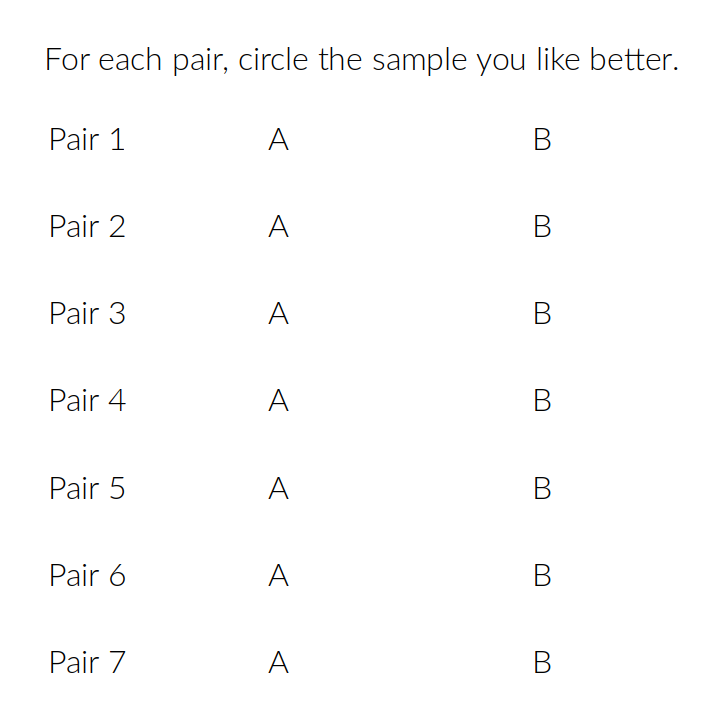 For each pair, circle the sample you like better.
Pair 1 A B
Pair 2 A B
Pair 3 A B
Pair 4 A B
Pair 5 A B
Pair 6 A B
Pair 7 A B